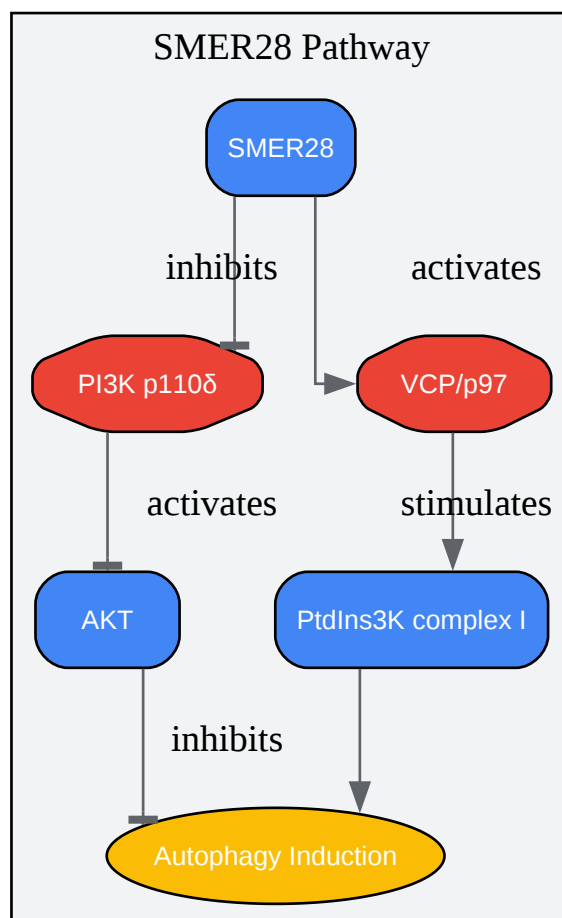 SMER28 Pathway
SMER28
inhibits
activates
PI3K p110δ
VCP/p97
activates
stimulates
AKT
PtdIns3K complex I
inhibits
Autophagy Induction